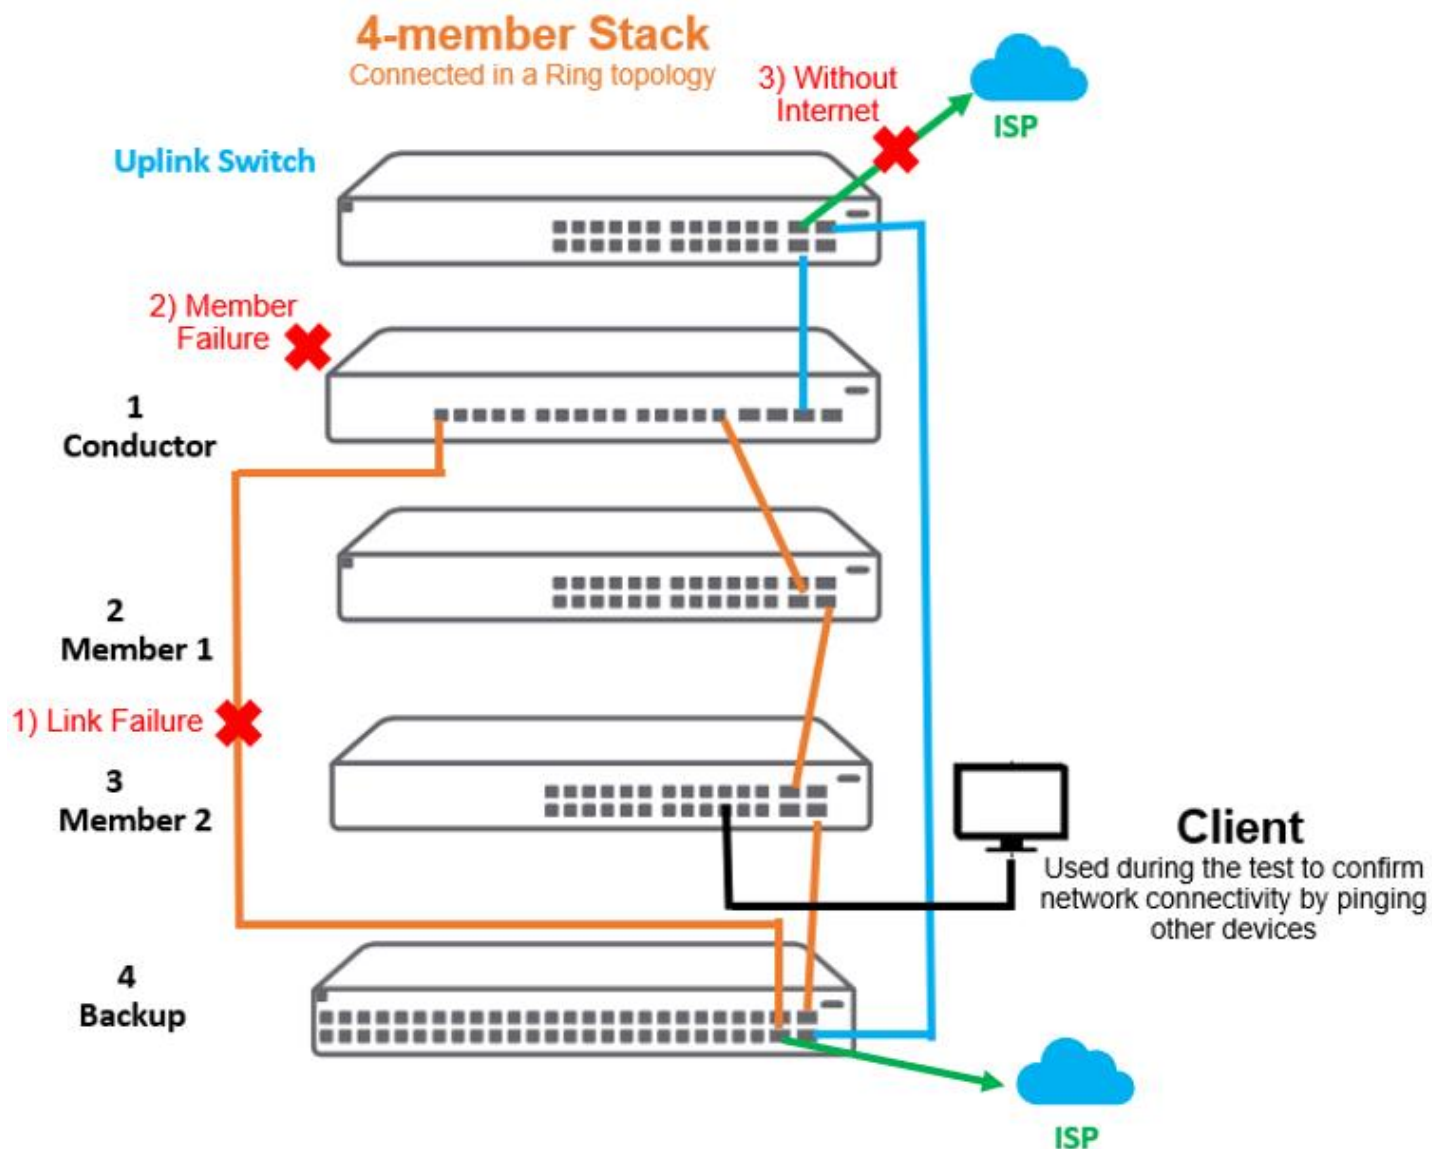 4-member Stack
Connected in a Ring topology
3) Without
Internet
ISP
Uplink Switch
2) Member
Failure
1
Conductor
2
Member 1
1) Link Failure
3
Member 2
Client
Used during the test to confirm
network connectivity by pinging
other devices
4
Backup
ISP